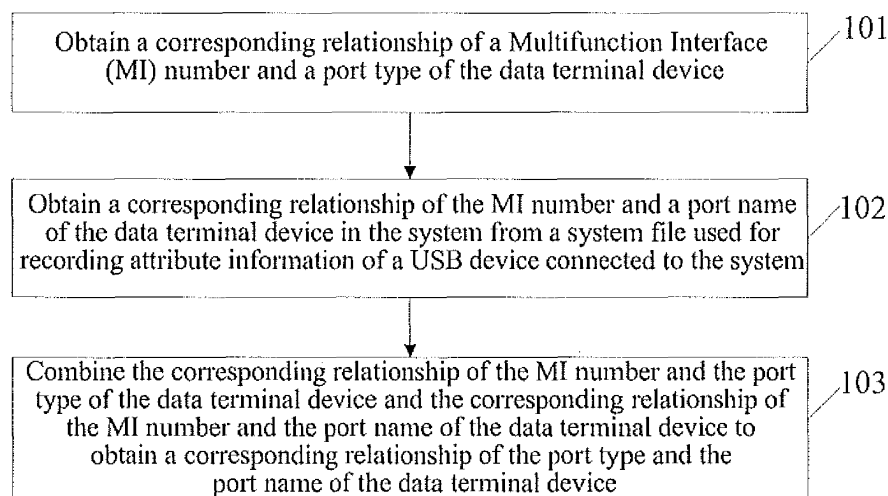 Obtain a corresponding relationship of a Multifunction Interface
(MI) number and a port type of the data terminal device
101
Obtain a corresponding relationship of the MI number and a port name
of the data terminal device in the system from a system file used for
recording attribute information of a USB device connected to the system
102
Combine the corresponding relationship of the MI number and the port
type of the data terminal device and the corresponding relationship of
the MI number and the port name of the data terminal device to
obtain a corresponding relationship of the port type and the
port name of the data terminal device
103